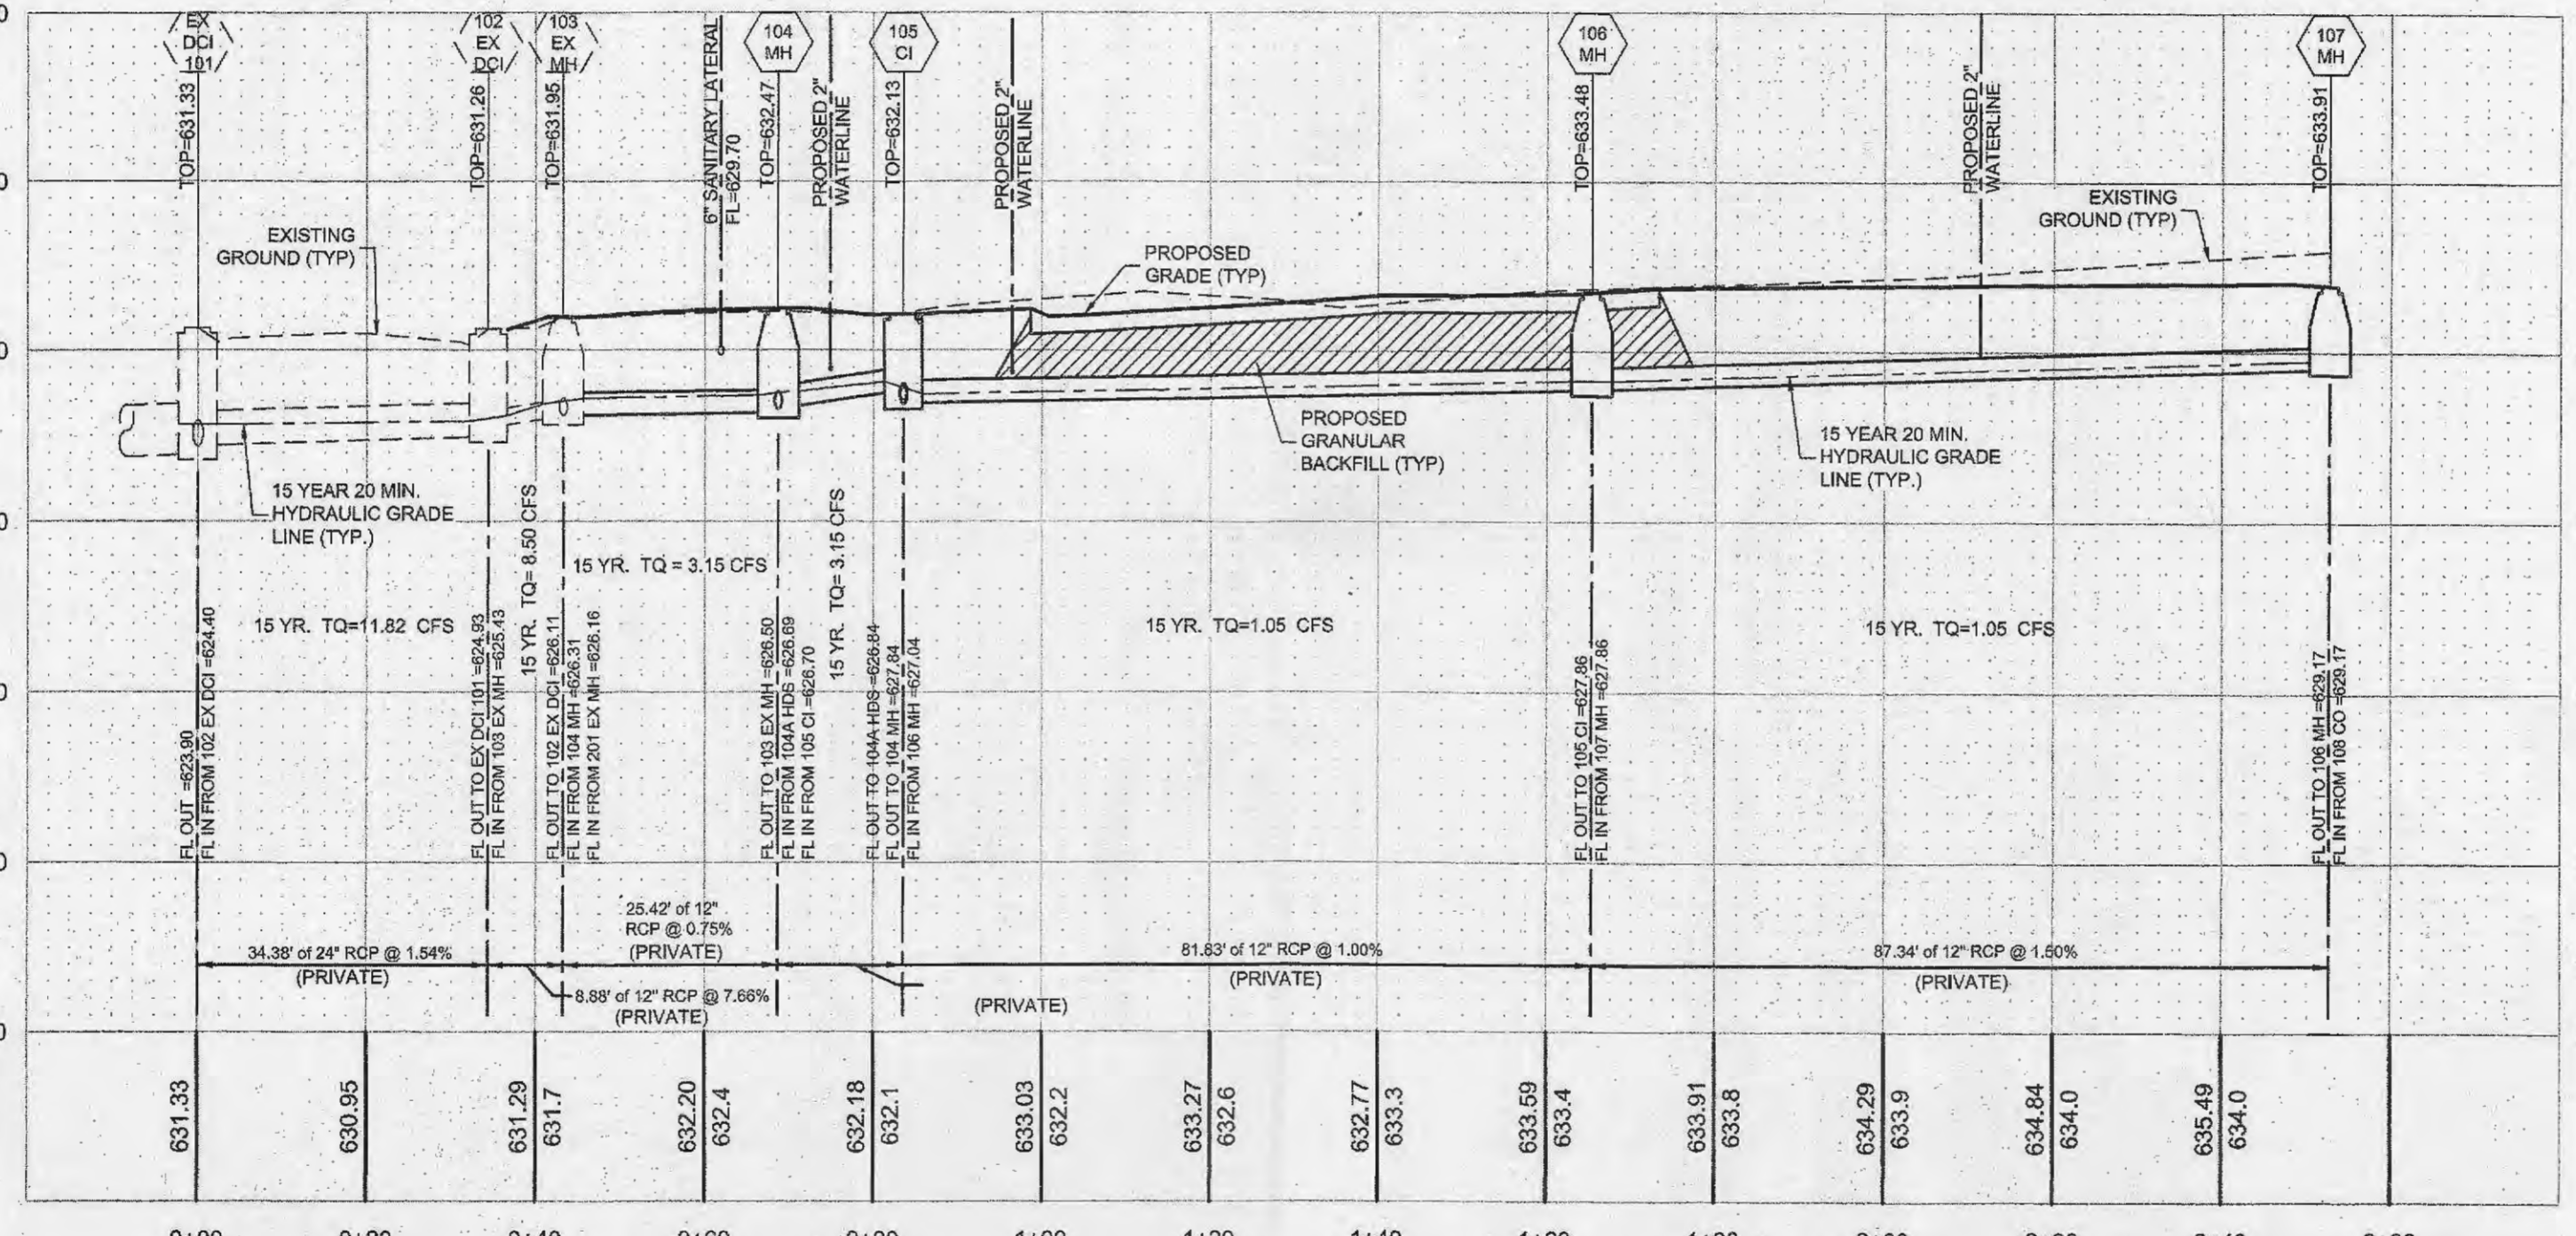 EX
DCI
101
102
EX
DCI
103
EX
MH
104
MH
105
CI
106
MH
107
MH
TOP=631.33
TOP=631.26
TOP=631.95
6" SANITARY LATERAL
FL=629.70
TOP=632.47
PROPOSED 2"
WATERLINE
TOP=632.13
PROPOSED 2"
WATERLINE
TOP=633.48
PROPOSED 2"
WATERLINE
TOP=633.91
EXISTING
GROUND (TYP)
PROPOSED
GRADE (TYP)
EXISTING
GROUND (TYP)
15 YEAR 20 MIN.
HYDRAULIC GRADE
LINE (TYP.)
PROPOSED
GRANULAR
BACKFILL (TYP)
15 YEAR 20 MIN.
HYDRAULIC GRADE
LINE (TYP.)
15 YR. TQ=11.82 CFS
15 YR. TQ= 8.50 CFS
15 YR. TQ = 3.15 CFS
15 YR. TQ= 3.15 CFS
15 YR. TQ=1.05 CFS
15 YR. TQ=1.05 CFS
FL OUT =623.90
FL IN FROM 102 EX DCI =624.40
FL OUT TO EX DCI 101 =624.93
FL IN FROM 103 EX MH =625.43
FL OUT TO 102 EX DCI =626.11
FL IN FROM 104 MH =626.31
FL IN FROM 201 EX MH =626.16
FL OUT TO 103 EX MH =626.50
FL IN FROM 104A HDS =626.69
FL IN FROM 105 CI =626.70
FL OUT TO 104A HDS =626.84
FL OUT TO 104 MH =627.84
FL IN FROM 106 MH =627.04
FL OUT TO 105 CI =627.86
FL IN FROM 107 MH =627.86
FL OUT TO 106 MH =629.17
FL IN FROM 108 CO =629.17
34.38' of 24" RCP @ 1.54%
(PRIVATE)
8.88' of 12" RCP @ 7.66%
(PRIVATE)
25.42' of 12"
RCP @ 0.75%
(PRIVATE)
(PRIVATE)
81.83' of 12" RCP @ 1.00%
(PRIVATE)
87.34' of 12" RCP @ 1.50%
(PRIVATE)
631.33
630.95
631.29
631.7
632.20
632.4
632.18
632.1
633.03
632.2
633.27
632.6
632.77
633.3
633.59
633.4
633.91
633.8
634.29
633.9
634.84
634.0
635.49
634.0